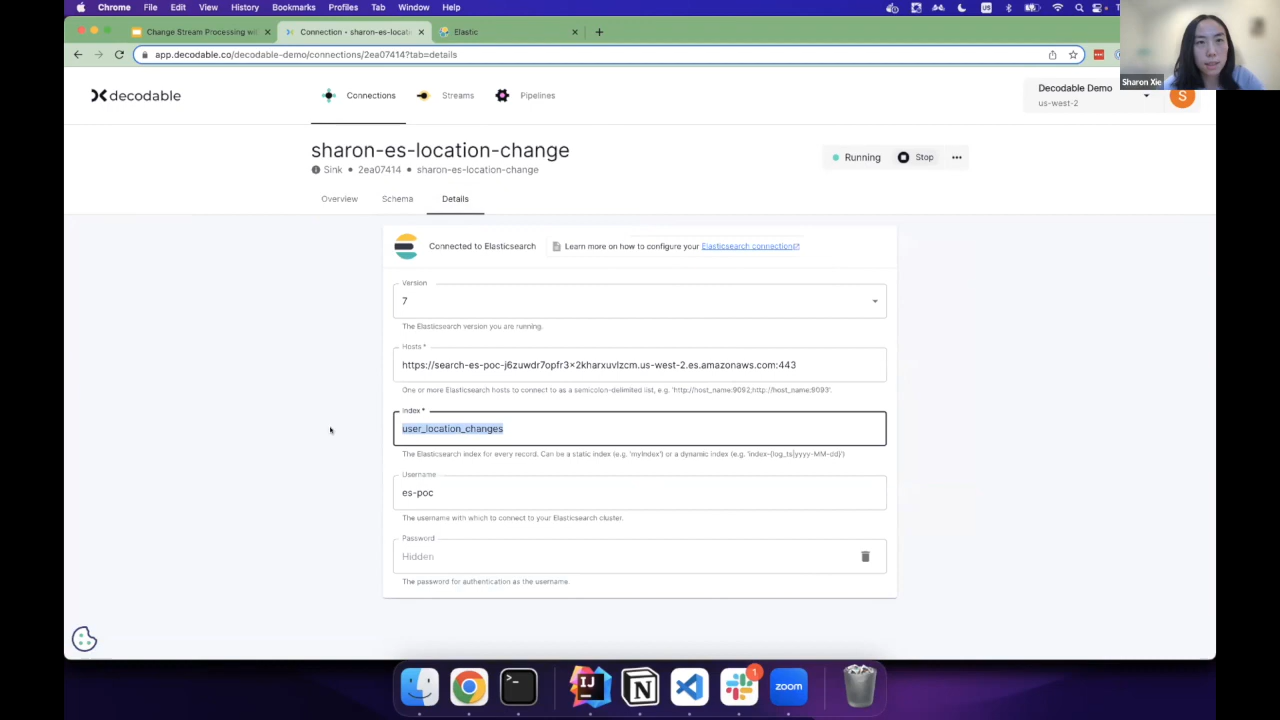 Chrome File Edit View History Bookmarks Profiles Tab Window Help
Change Stream Processing wi
Connection • sharon-es-locat
Elastic
app.decodable.co/decodable-demo/connections/2ea07414?tab=details
Sharon Xie
decodable
Connections
Streams
Pipelines
Decodable Demo
us-west-2
S
sharon-es-location-change
Sink • 2ea07414 • sharon-es-location-change
Running
Stop
Overview
Schema
Details
Connected to Elasticsearch
Learn more on how to configure your Elasticsearch connection
Version
7
The Elasticsearch version you are running.
Hosts *
https://search-es-poc-j6zuwdr7opfr3x2kharxuvlzcm.us-west-2.es.amazonaws.com:443
One or more Elasticsearch hosts to connect to as a semicolon-delimited list, e.g. 'http://host_name:9092;http://host_name:9093'.
Index *
user_location_changes
The Elasticsearch index for every record. Can be a static index (e.g. 'myIndex') or a dynamic index (e.g. 'index-{log_ts|yyyy-MM-dd}')
Username
es-poc
The username with which to connect to your Elasticsearch cluster.
Password
Hidden
The password for authentication as the username.
IJ
N
1
zoom